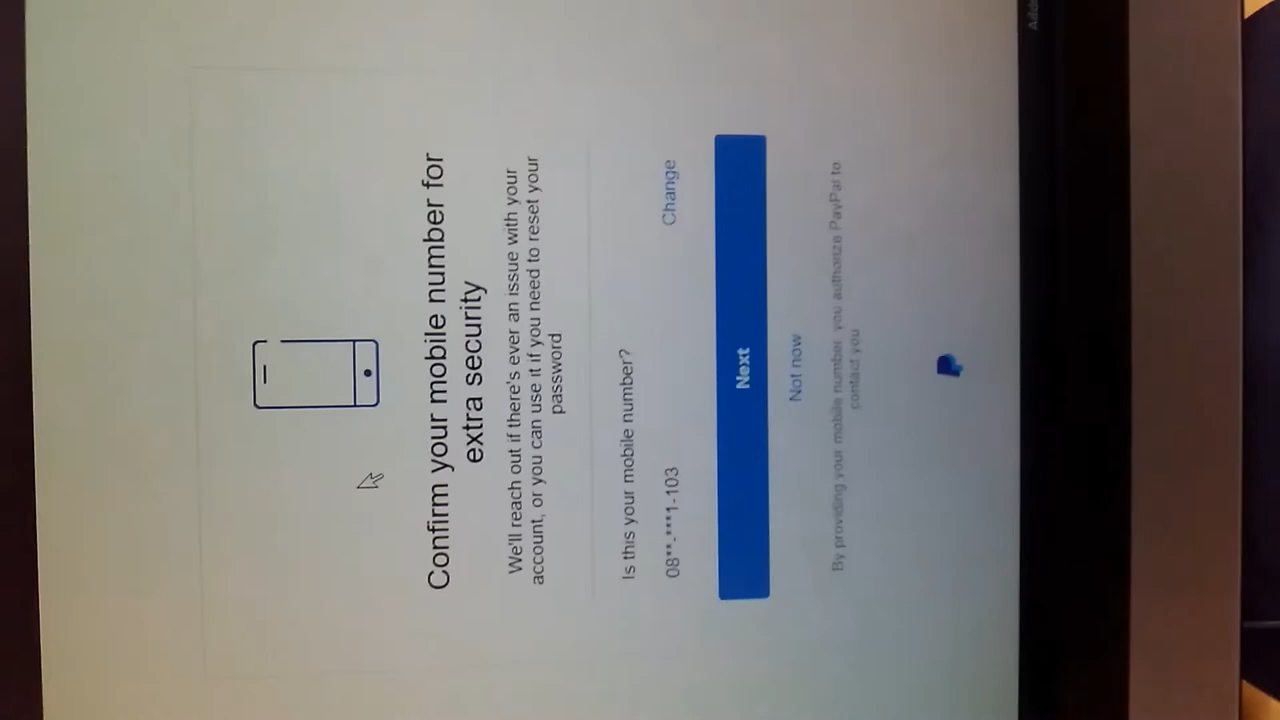 Confirm your mobile number for
extra security
We'll reach out if there's ever an issue with your
account, or you can use it if you need to reset your
password
Is this your mobile number?
08**-***1-103
Change
Next
Not now
By providing your mobile number you authorize PayPal to
contact you